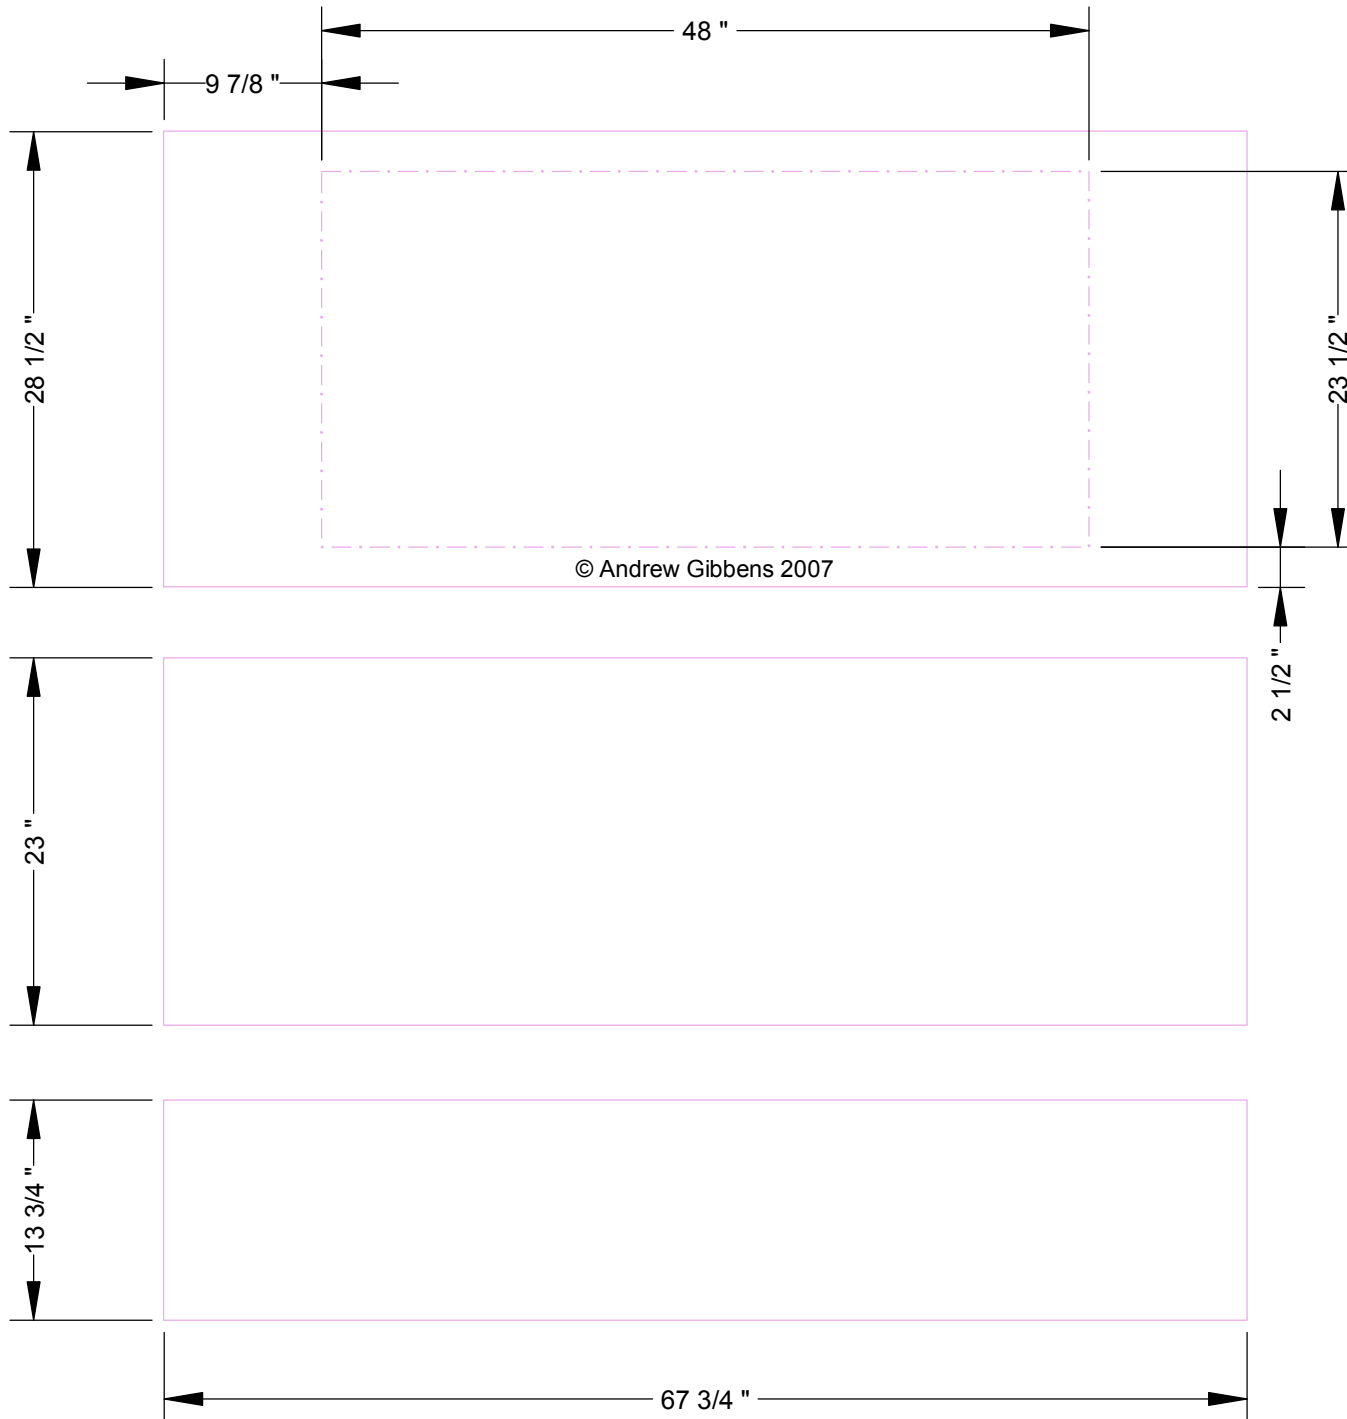 48 "
9 7/8 "
28 1/2 "
23 1/2 "
© Andrew Gibbens 2007
2 1/2 "
23 "
13 3/4 "
67 3/4 "